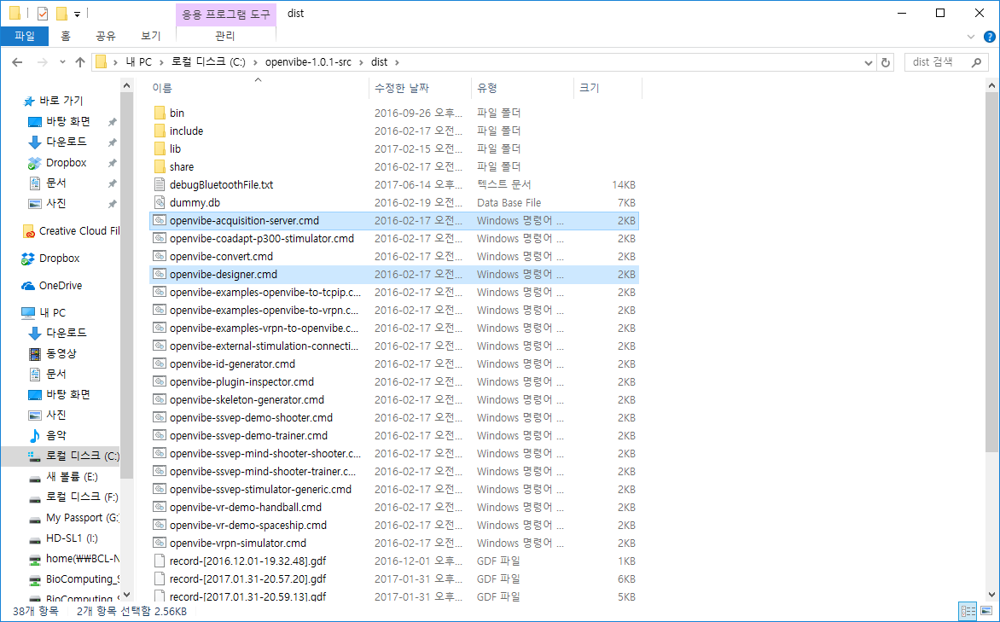 응용 프로그램 도구 dist
파일 홈 공유 보기 관리
내 PC 로컬 디스크 (C:) openvibe-1.0.1-src dist dist 검색
바로 가기
바탕 화면
다운로드
Dropbox
문서
사진
Creative Cloud Fil
Dropbox
OneDrive
내 PC
다운로드
동영상
문서
바탕 화면
사진
음악
로컬 디스크 (C:)
새 볼륨 (E:)
로컬 디스크 (F:)
My Passport (G:
HD-SL1 (I:)
home(₩₩BCL-N
BioComputing_S
BioComputing_S
이름 수정한 날짜 유형 크기
bin 2016-09-26 오후... 파일 폴더
include 2016-02-17 오전... 파일 폴더
lib 2017-02-15 오전... 파일 폴더
share 2016-02-17 오전... 파일 폴더
debugBluetoothFile.txt 2017-06-14 오후... 텍스트 문서 14KB
dummy.db 2016-02-19 오전... Data Base File 7KB
openvibe-acquisition-server.cmd 2016-02-17 오전... Windows 명령어 ... 2KB
openvibe-coadapt-p300-stimulator.cmd 2016-02-17 오전... Windows 명령어 ... 2KB
openvibe-convert.cmd 2016-02-17 오전... Windows 명령어 ... 2KB
openvibe-designer.cmd 2016-02-17 오전... Windows 명령어 ... 2KB
openvibe-examples-openvibe-to-tcpip.c... 2016-02-17 오전... Windows 명령어 ... 2KB
openvibe-examples-openvibe-to-vrpn.c... 2016-02-17 오전... Windows 명령어 ... 2KB
openvibe-examples-vrpn-to-openvibe.c... 2016-02-17 오전... Windows 명령어 ... 2KB
openvibe-external-stimulation-connecti... 2016-02-17 오전... Windows 명령어 ... 2KB
openvibe-id-generator.cmd 2016-02-17 오전... Windows 명령어 ... 2KB
openvibe-plugin-inspector.cmd 2016-02-17 오전... Windows 명령어 ... 2KB
openvibe-skeleton-generator.cmd 2016-02-17 오전... Windows 명령어 ... 2KB
openvibe-ssvep-demo-shooter.cmd 2016-02-17 오전... Windows 명령어 ... 2KB
openvibe-ssvep-demo-trainer.cmd 2016-02-17 오전... Windows 명령어 ... 2KB
openvibe-ssvep-mind-shooter-shooter.c... 2016-02-17 오전... Windows 명령어 ... 2KB
openvibe-ssvep-mind-shooter-trainer.c... 2016-02-17 오전... Windows 명령어 ... 2KB
openvibe-ssvep-stimulator-generic.cmd 2016-02-17 오전... Windows 명령어 ... 2KB
openvibe-vr-demo-handball.cmd 2016-02-17 오전... Windows 명령어 ... 2KB
openvibe-vr-demo-spaceship.cmd 2016-02-17 오전... Windows 명령어 ... 2KB
openvibe-vrpn-simulator.cmd 2016-02-17 오전... Windows 명령어 ... 2KB
record-[2016.12.01-19.32.48].gdf 2016-12-01 오후... GDF 파일 1KB
record-[2017.01.31-20.57.20].gdf 2017-01-31 오후... GDF 파일 6KB
record-[2017.01.31-20.59.13].gdf 2017-01-31 오후... GDF 파일 5KB
38개 항목 2개 항목 선택함 2.56KB